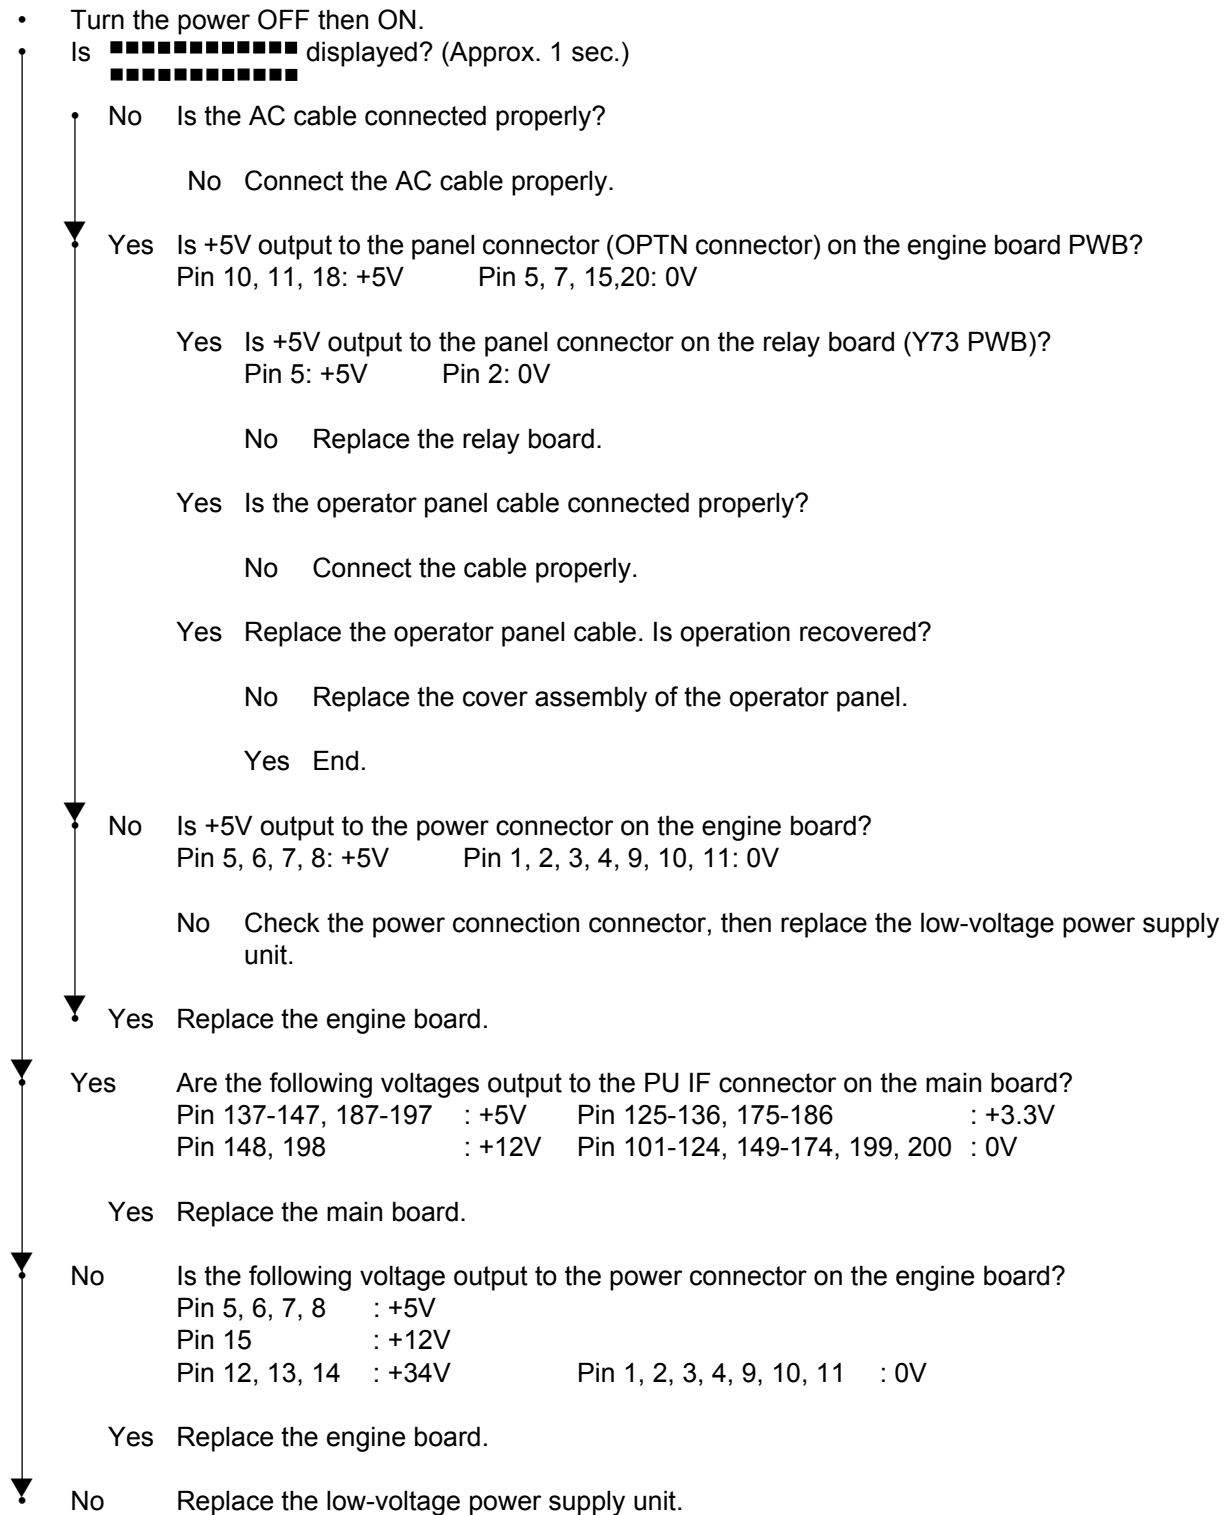 • Turn the power OFF then ON.
• Is ■■■■■■■■■■■■ displayed? (Approx. 1 sec.)
■■■■■■■■■■■■
• No Is the AC cable connected properly?
No Connect the AC cable properly.
Yes Is +5V output to the panel connector (OPTN connector) on the engine board PWB?
Pin 10, 11, 18: +5V Pin 5, 7, 15,20: 0V
Yes Is +5V output to the panel connector on the relay board (Y73 PWB)?
Pin 5: +5V Pin 2: 0V
No Replace the relay board.
Yes Is the operator panel cable connected properly?
No Connect the cable properly.
Yes Replace the operator panel cable. Is operation recovered?
No Replace the cover assembly of the operator panel.
Yes End.
No Is +5V output to the power connector on the engine board?
Pin 5, 6, 7, 8: +5V Pin 1, 2, 3, 4, 9, 10, 11: 0V
No Check the power connection connector, then replace the low-voltage power supply
unit.
Yes Replace the engine board.
Yes Are the following voltages output to the PU IF connector on the main board?
Pin 137-147, 187-197 : +5V Pin 125-136, 175-186 : +3.3V
Pin 148, 198 : +12V Pin 101-124, 149-174, 199, 200 : 0V
Yes Replace the main board.
No Is the following voltage output to the power connector on the engine board?
Pin 5, 6, 7, 8 : +5V
Pin 15 : +12V
Pin 12, 13, 14 : +34V Pin 1, 2, 3, 4, 9, 10, 11 : 0V
Yes Replace the engine board.
No Replace the low-voltage power supply unit.